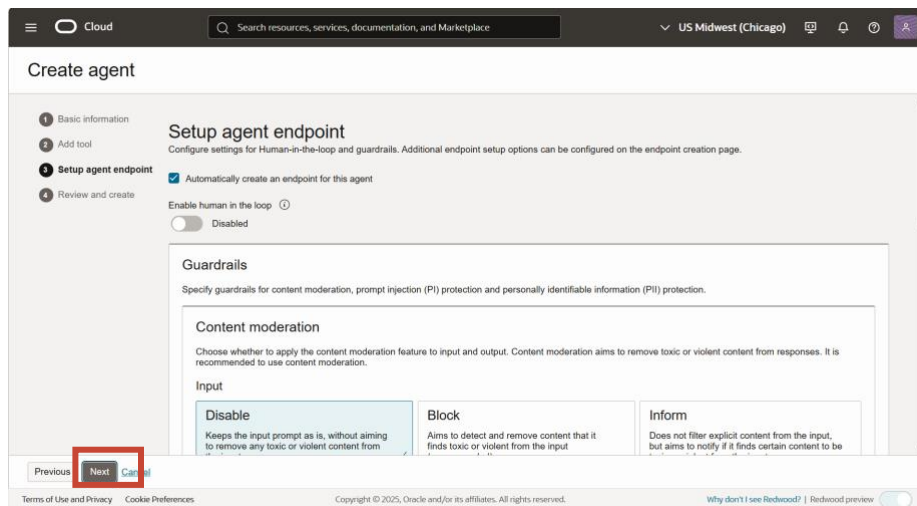 Cloud
Search resources, services, documentation, and Marketplace
US Midwest (Chicago)
Create agent
1 Basic information
2 Add tool
3 Setup agent endpoint
4 Review and create
Setup agent endpoint
Configure settings for Human-in-the-loop and guardrails. Additional endpoint setup options can be configured on the endpoint creation page.
Automatically create an endpoint for this agent
Enable human in the loop
Disabled
Guardrails
Specify guardrails for content moderation, prompt injection (PI) protection and personally identifiable information (PII) protection.
Content moderation
Choose whether to apply the content moderation feature to input and output. Content moderation aims to remove toxic or violent content from responses. It is
recommended to use content moderation.
Input
Disable
Keeps the input prompt as is, without aiming
to remove any toxic or violent content from
Block
Aims to detect and remove content that it
finds toxic or violent from the input
Inform
Does not filter explicit content from the input,
but aims to notify if it finds certain content to be
Previous
Next
Cancel
Terms of Use and Privacy
Cookie Preferences
Copyright © 2025, Oracle and/or its affiliates. All rights reserved.
Why don't I see Redwood? | Redwood preview